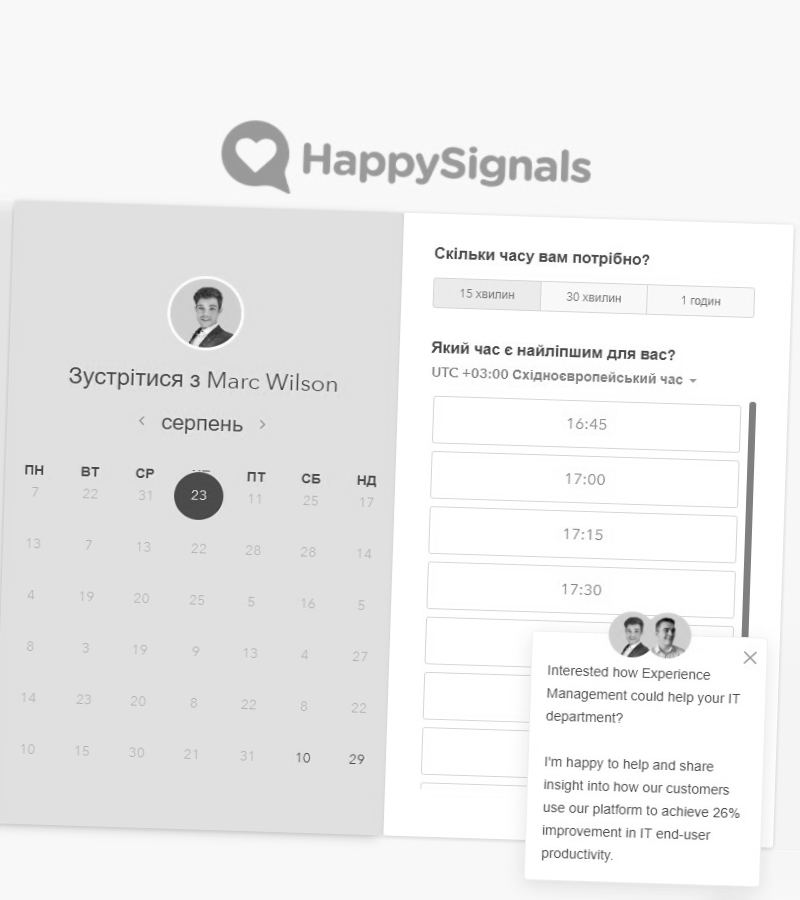 HappySignals
Зустрітися з Marc Wilson
серпень
ПН ВТ СР ПТ СБ НД
7 22 31 23 11 25 17
13 7 13 22 28 28 14
4 19 20 25 5 16 5
8 3 19 9 13 4 27
14 23 20 8 22 8 22
10 15 30 21 31 10 29
Скільки часу вам потрібно?
15 хвилин 30 хвилин 1 годин
Який час є найліпшим для вас?
UTC +03:00 Східноєвропейський час
16:45
17:00
17:15
17:30
Interested how Experience
Management could help your IT
department?
I'm happy to help and share
insight into how our customers
use our platform to achieve 26%
improvement in IT end-user
productivity.